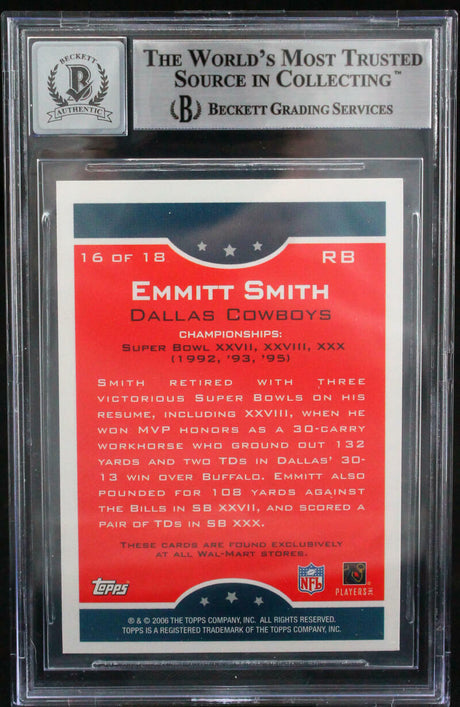 BECKETT
B
AUTHENTIC
THE WORLD'S MOST TRUSTED
SOURCE IN COLLECTING™
B BECKETT GRADING SERVICES
16 OF 18
RB
EMMITT SMITH
DALLAS COWBOYS
CHAMPIONSHIPS:
SUPER BOWL XXVII, XXVIII, XXX
(1992, '93, '95)
SMITH RETIRED WITH THREE
VICTORIOUS SUPER BOWLS ON HIS
RESUME, INCLUDING XXVIII, WHEN HE
WON MVP HONORS AS A 30-CARRY
WORKHORSE WHO GROUND OUT 132
YARDS AND TWO TDS IN DALLAS' 30-
13 WIN OVER BUFFALO. EMMITT ALSO
POUNDED FOR 108 YARDS AGAINST
THE BILLS IN SB XXVII, AND SCORED A
PAIR OF TDS IN SB XXX.
THESE CARDS ARE FOUND EXCLUSIVELY
AT ALL WAL-MART STORES.
Topps
NFL
PLAYERS INC
® & © 2006 THE TOPPS COMPANY, INC. ALL RIGHTS RESERVED.
TOPPS IS A REGISTERED TRADEMARK OF THE TOPPS COMPANY, INC.